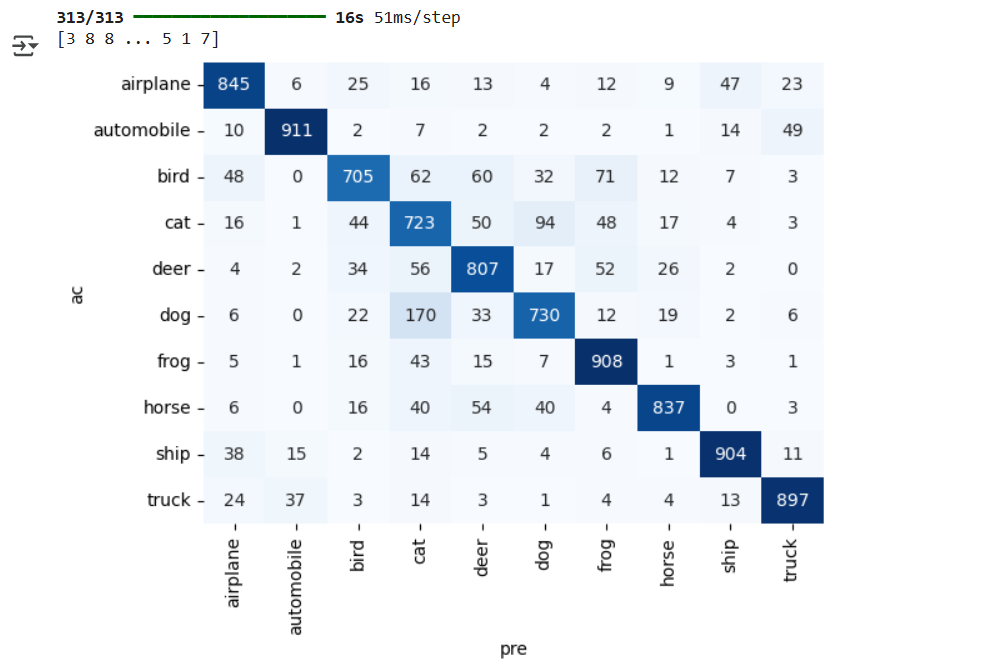 313/313 ━━━━━━━━━━━━━━━━━━━━ 16s 51ms/step
[3 8 8 ... 5 1 7]
airplane 845 6 25 16 13 4 12 9 47 23
automobile 10 911 2 7 2 2 2 1 14 49
bird 48 0 705 62 60 32 71 12 7 3
cat 16 1 44 723 50 94 48 17 4 3
deer 4 2 34 56 807 17 52 26 2 0
dog 6 0 22 170 33 730 12 19 2 6
frog 5 1 16 43 15 7 908 1 3 1
horse 6 0 16 40 54 40 4 837 0 3
ship 38 15 2 14 5 4 6 1 904 11
truck 24 37 3 14 3 1 4 4 13 897
ac
airplane automobile bird cat deer dog frog horse ship truck
pre